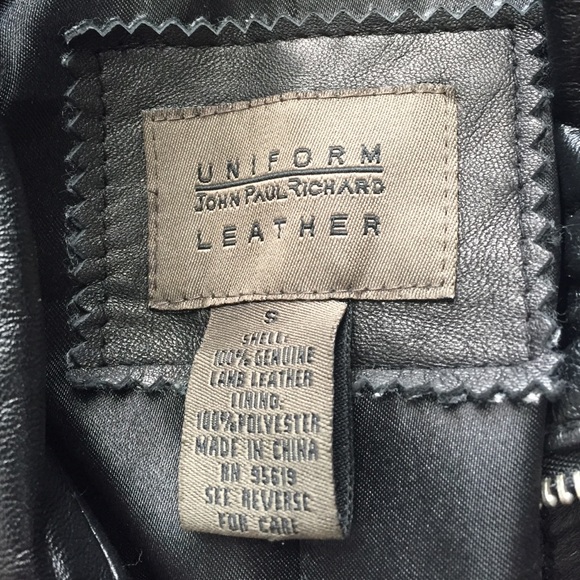 UNIFORM
JOHN PAUL RICHARD
LEATHER
S
SHELL:
100% GENUINE
LAMB LEATHER
LINING:
100%POLYESTER
MADE IN CHINA
RN 95619
SEE REVERSE
FOR CARE